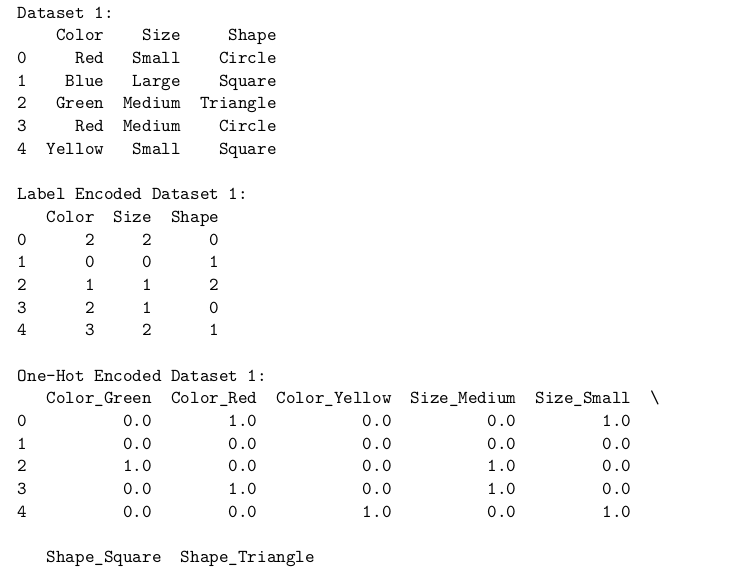 Dataset 1:
Color Size Shape
0 Red Small Circle
1 Blue Large Square
2 Green Medium Triangle
3 Red Medium Circle
4 Yellow Small Square
Label Encoded Dataset 1:
Color Size Shape
0 2 2 0
1 0 0 1
2 1 1 2
3 2 1 0
4 3 2 1
One-Hot Encoded Dataset 1:
Color_Green Color_Red Color_Yellow Size_Medium Size_Small \
0 0.0 1.0 0.0 0.0 1.0
1 0.0 0.0 0.0 0.0 0.0
2 1.0 0.0 0.0 1.0 0.0
3 0.0 1.0 0.0 1.0 0.0
4 0.0 0.0 1.0 0.0 1.0
Shape_Square Shape_Triangle